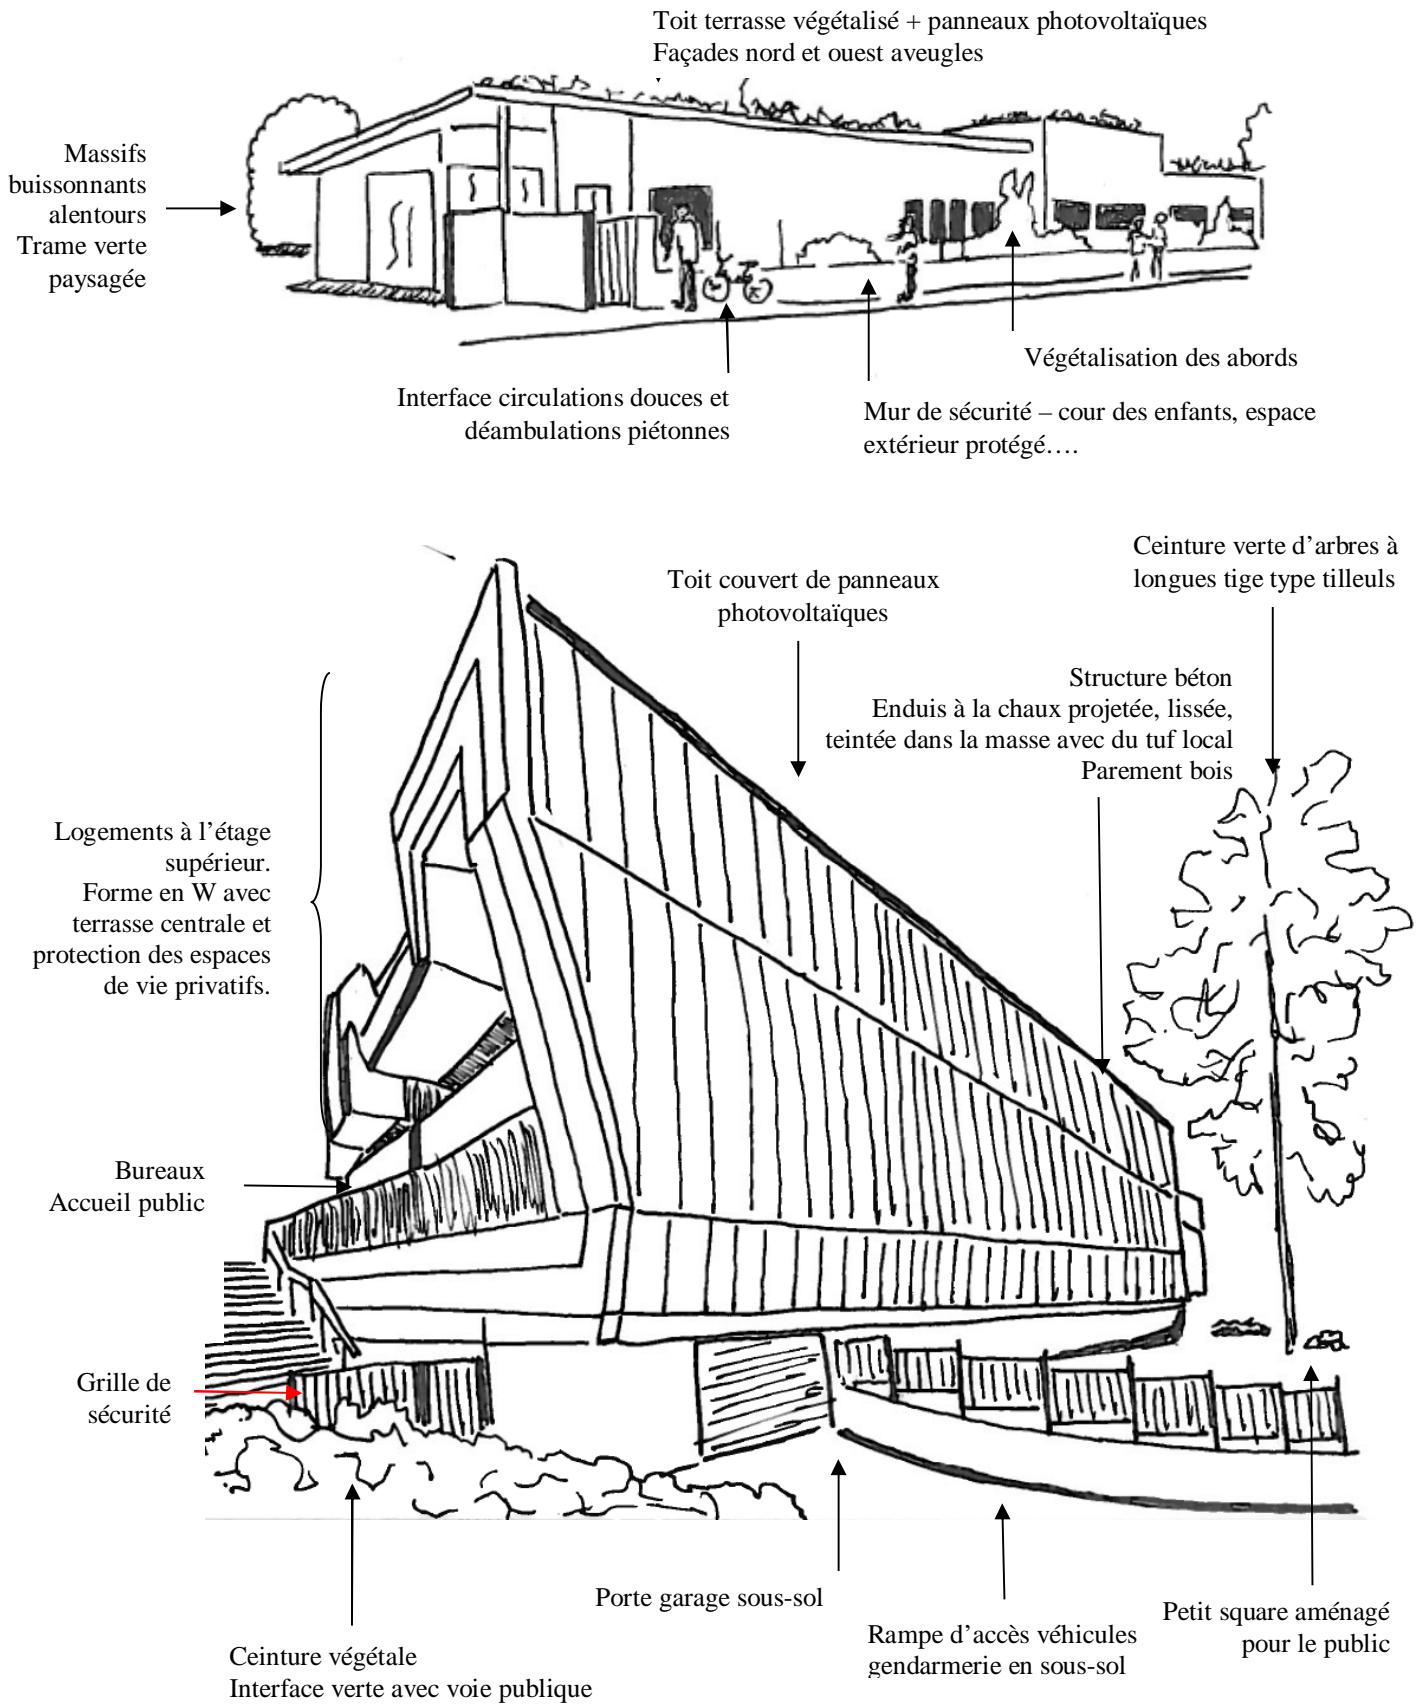 Toit terrasse végétalisé + panneaux photovoltaïques
Façades nord et ouest aveugles
Massifs
buissonnants
alentours
Trame verte
paysagée
Végétalisation des abords
Interface circulations douces et
déambulations piétonnes
Mur de sécurité – cour des enfants, espace
extérieur protégé….
Ceinture verte d’arbres à
longues tige type tilleuls
Toit couvert de panneaux
photovoltaïques
Structure béton
Enduis à la chaux projetée, lissée,
teintée dans la masse avec du tuf local
Parement bois
Logements à l’étage
supérieur.
Forme en W avec
terrasse centrale et
protection des espaces
de vie privatifs.
Bureaux
Accueil public
Grille de
sécurité
Porte garage sous-sol
Rampe d’accès véhicules
gendarmerie en sous-sol
Petit square aménagé
pour le public
Ceinture végétale
Interface verte avec voie publique